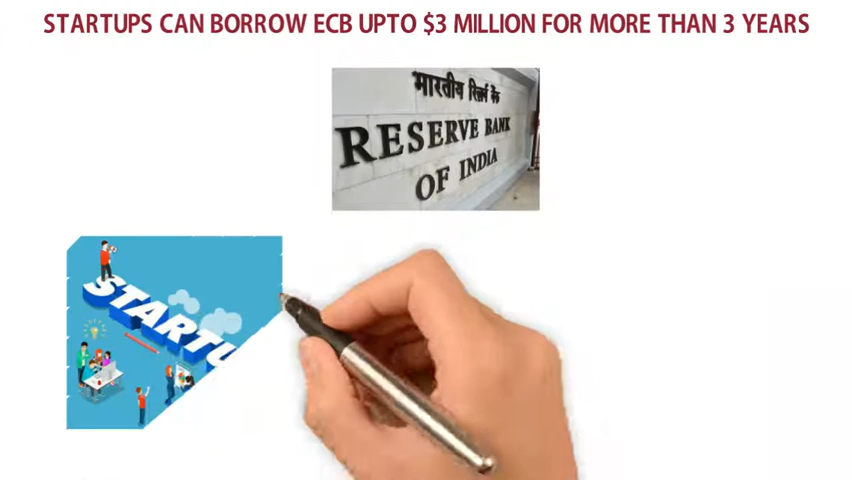 STARTUPS CAN BORROW ECB UPTO $3 MILLION FOR MORE THAN 3 YEARS
भारतीय रिज़र्व बैंक
RESERVE BANK
OF INDIA
STARTU